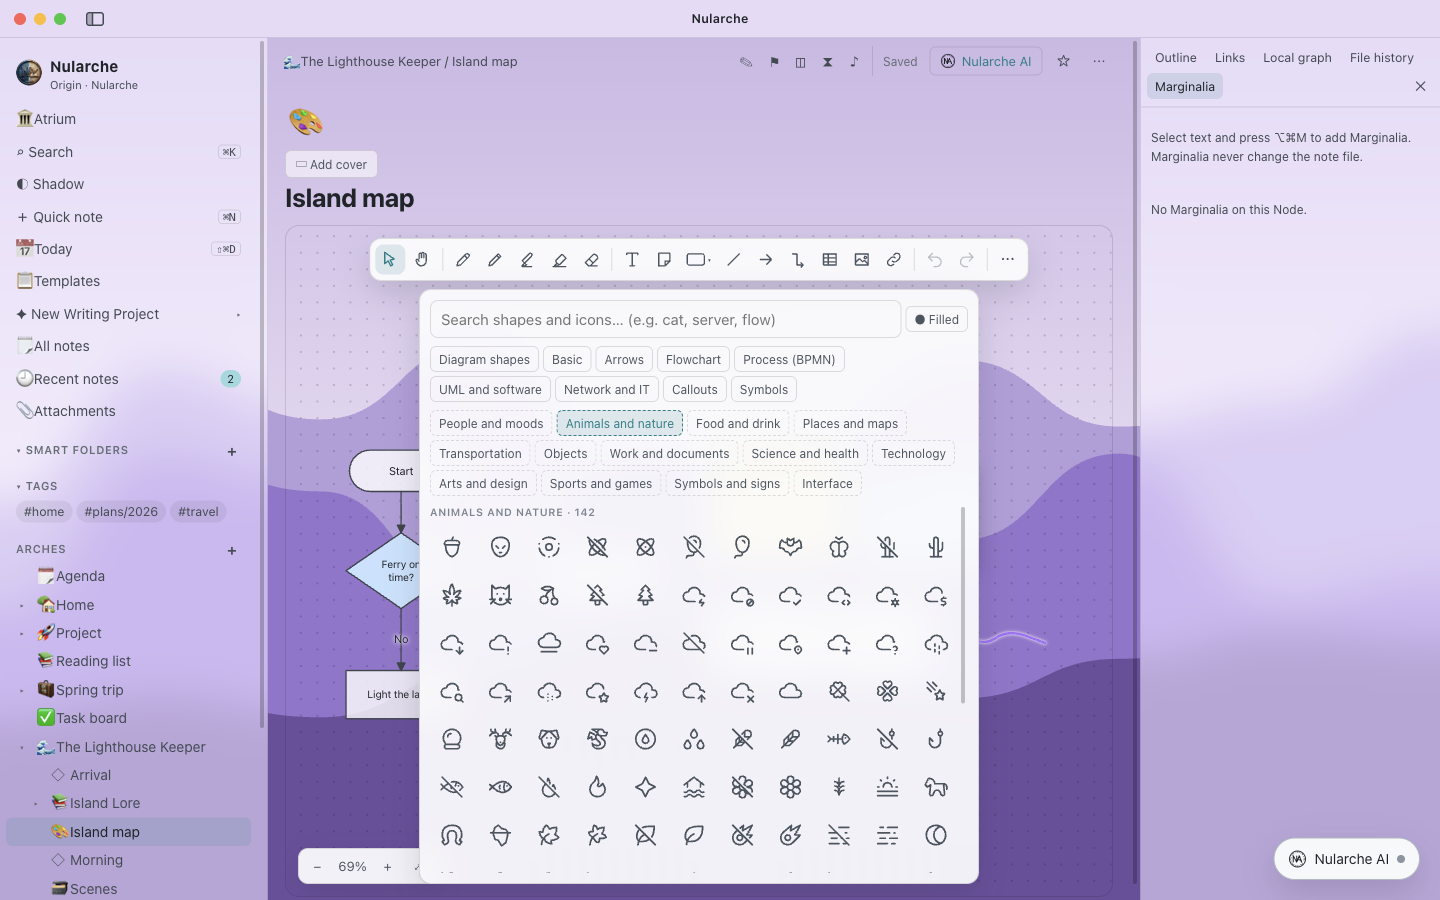 Nularche
Nularche
Origin · Nularche
Atrium
Search ⌘K
Shadow
Quick note ⌘N
Today ⇧⌘D
Templates
New Writing Project
All notes
Recent notes 2
Attachments
SMART FOLDERS +
TAGS
#home #plans/2026 #travel
ARCHES +
Agenda
Home
Project
Reading list
Spring trip
Task board
The Lighthouse Keeper
Arrival
Island Lore
Island map
Morning
Scenes
The Lighthouse Keeper / Island map
Saved
Nularche AI
Add cover
Island map
Search shapes and icons... (e.g. cat, server, flow)
Filled
Diagram shapes Basic Arrows Flowchart Process (BPMN)
UML and software Network and IT Callouts Symbols
People and moods Animals and nature Food and drink Places and maps
Transportation Objects Work and documents Science and health Technology
Arts and design Sports and games Symbols and signs Interface
ANIMALS AND NATURE · 142
Start
Ferry on
time?
No
Light the la
− 69% +
Outline Links Local graph File history
Marginalia
Select text and press ⌥⌘M to add Marginalia.
Marginalia never change the note file.
No Marginalia on this Node.
Nularche AI